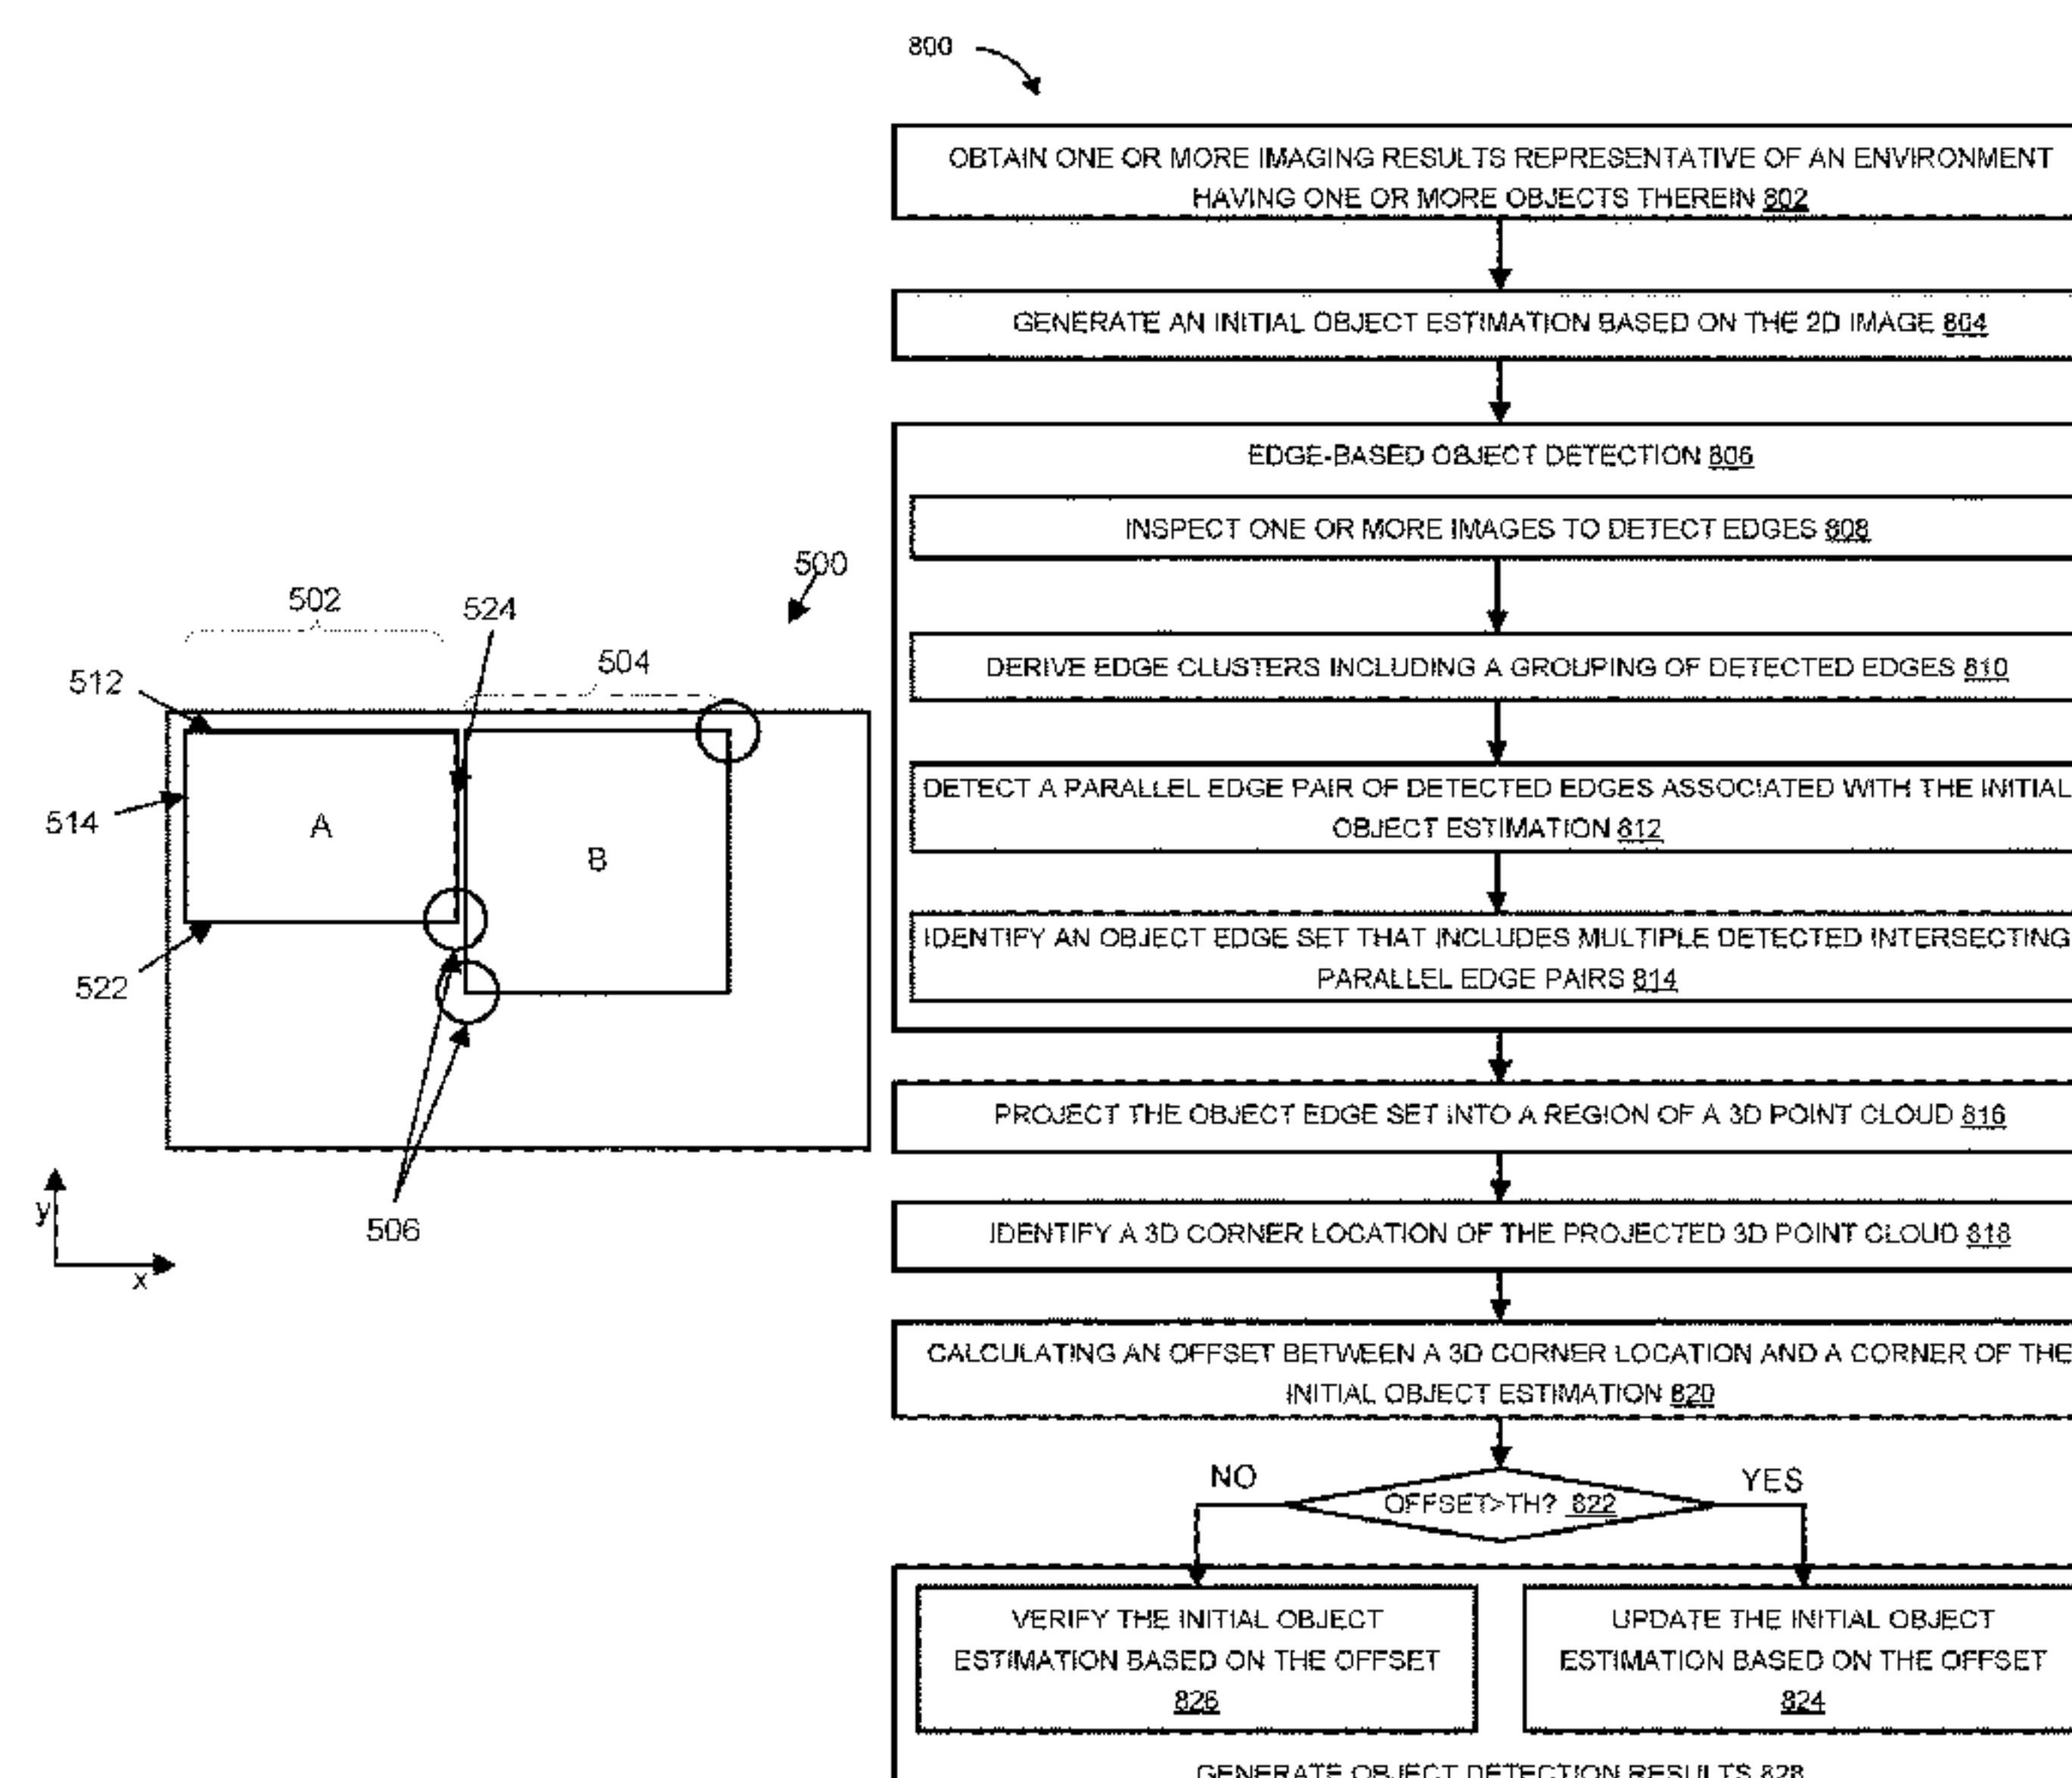 800
OBTAIN ONE OR MORE IMAGING RESULTS REPRESENTATIVE OF AN ENVIRONMENT
HAVING ONE OR MORE OBJECTS THEREIN 802
GENERATE AN INITIAL OBJECT ESTIMATION BASED ON THE 2D IMAGE 804
EDGE-BASED OBJECT DETECTION 806
INSPECT ONE OR MORE IMAGES TO DETECT EDGES 808
DERIVE EDGE CLUSTERS INCLUDING A GROUPING OF DETECTED EDGES 810
DETECT A PARALLEL EDGE PAIR OF DETECTED EDGES ASSOCIATED WITH THE INITIAL
OBJECT ESTIMATION 812
IDENTIFY AN OBJECT EDGE SET THAT INCLUDES MULTIPLE DETECTED INTERSECTING
PARALLEL EDGE PAIRS 814
PROJECT THE OBJECT EDGE SET INTO A REGION OF A 3D POINT CLOUD 816
IDENTIFY A 3D CORNER LOCATION OF THE PROJECTED 3D POINT CLOUD 818
CALCULATING AN OFFSET BETWEEN A 3D CORNER LOCATION AND A CORNER OF THE
INITIAL OBJECT ESTIMATION 820
NO
YES
OFFSET>TH? 822
VERIFY THE INITIAL OBJECT
ESTIMATION BASED ON THE OFFSET
826
UPDATE THE INITIAL OBJECT
ESTIMATION BASED ON THE OFFSET
824
GENERATE OBJECT DETECTION RESULTS 828
500
502
524
504
512
514
A
B
522
506
y
x